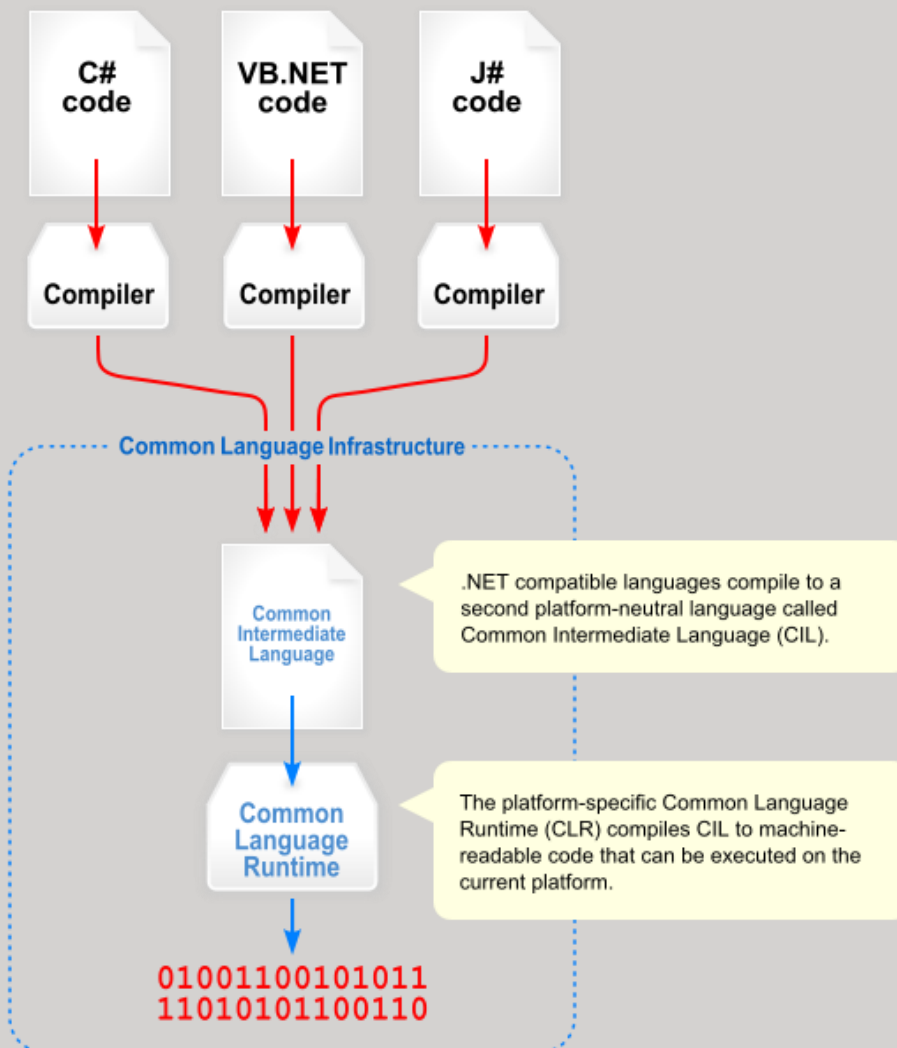 C#
code
VB.NET
code
J#
code
Compiler
Compiler
Compiler
Common Language Infrastructure
Common
Intermediate
Language
.NET compatible languages compile to a
second platform-neutral language called
Common Intermediate Language (CIL).
Common
Language
Runtime
The platform-specific Common Language
Runtime (CLR) compiles CIL to machine-
readable code that can be executed on the
current platform.
01001100101011
11010101100110